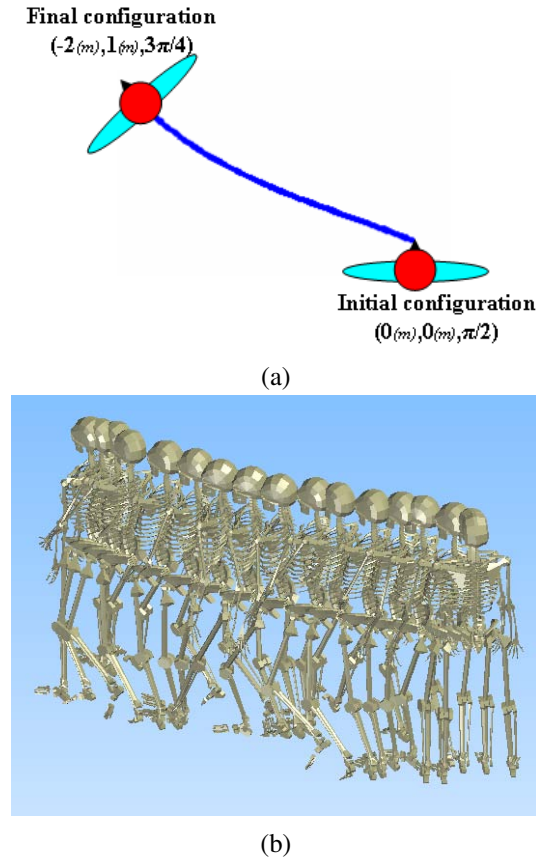 Final configuration
(-2(m),1(m),3π/4)
Initial configuration
(0(m),0(m),π/2)
(a)
(b)